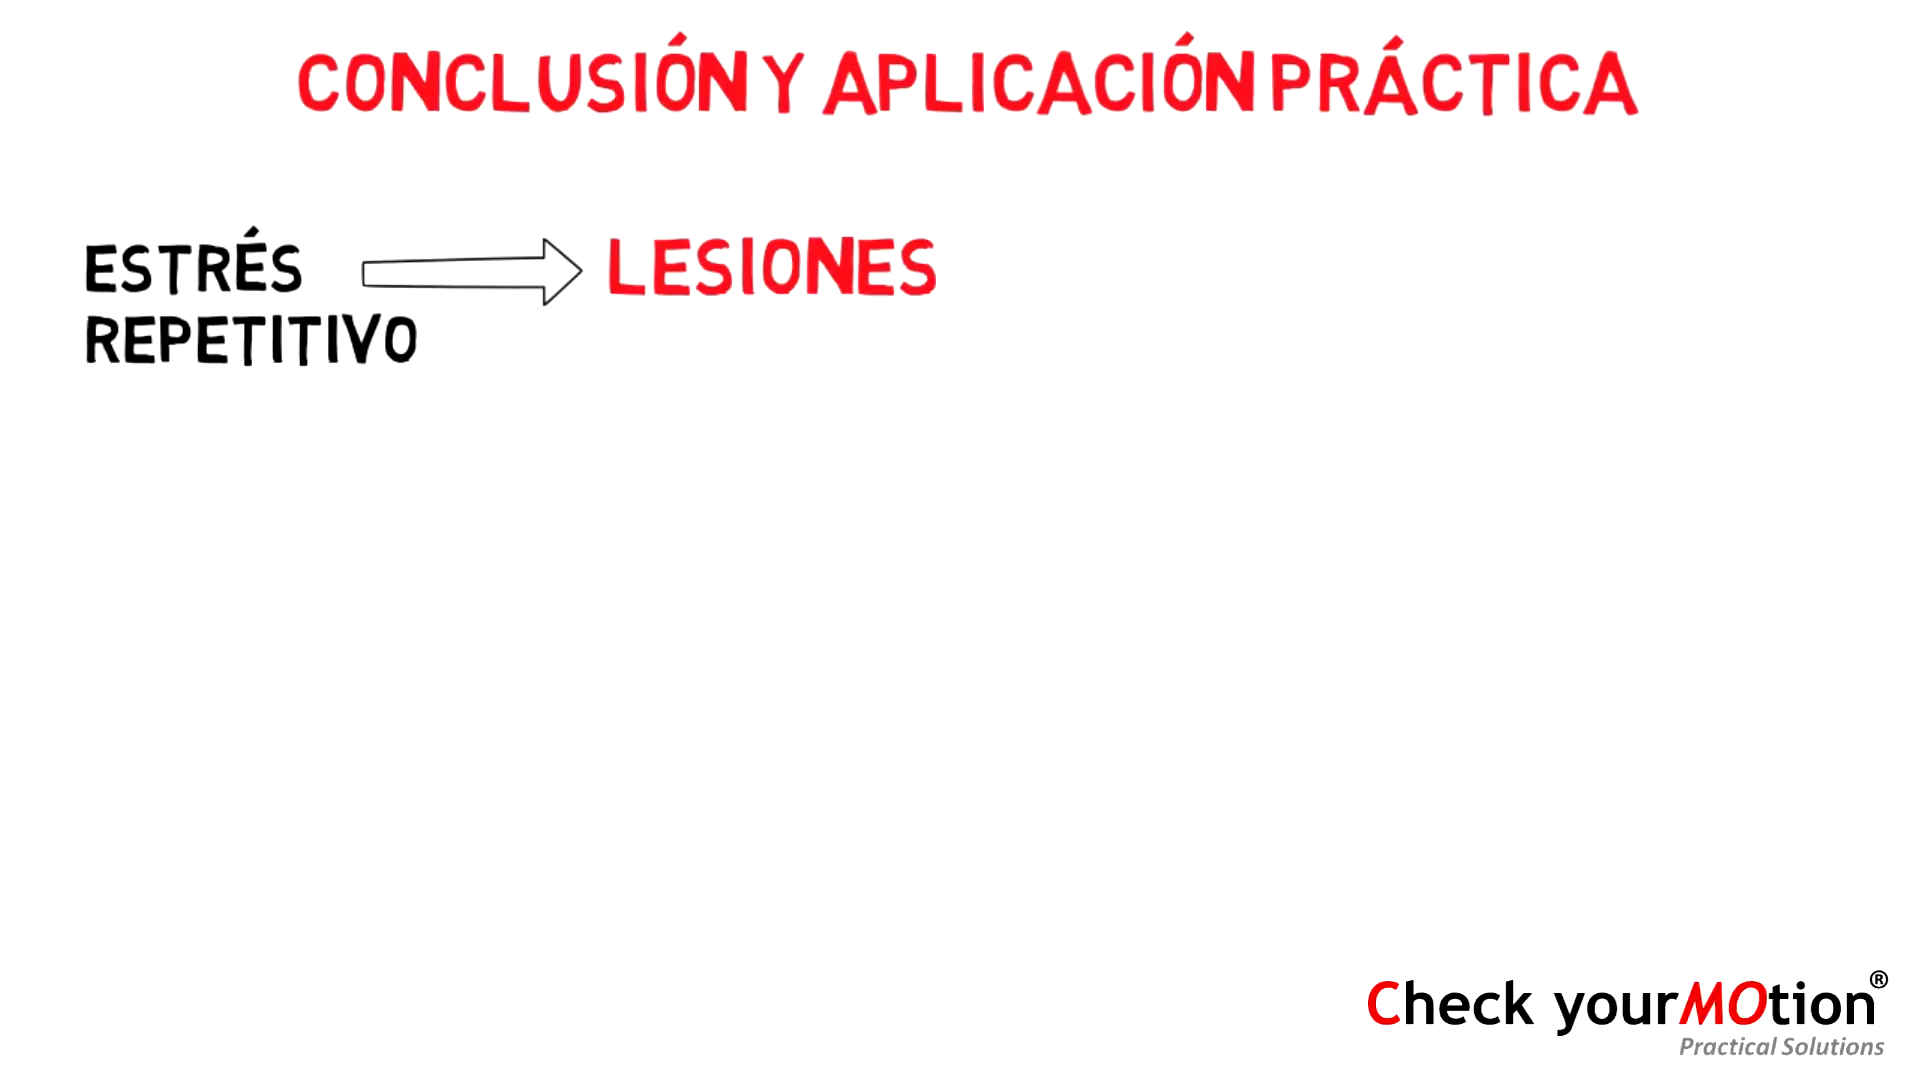 CONCLUSIÓN Y APLICACIÓN PRÁCTICA
ESTRÉS
REPETITIVO
LESIONES
Check yourMOtion®
Practical Solutions